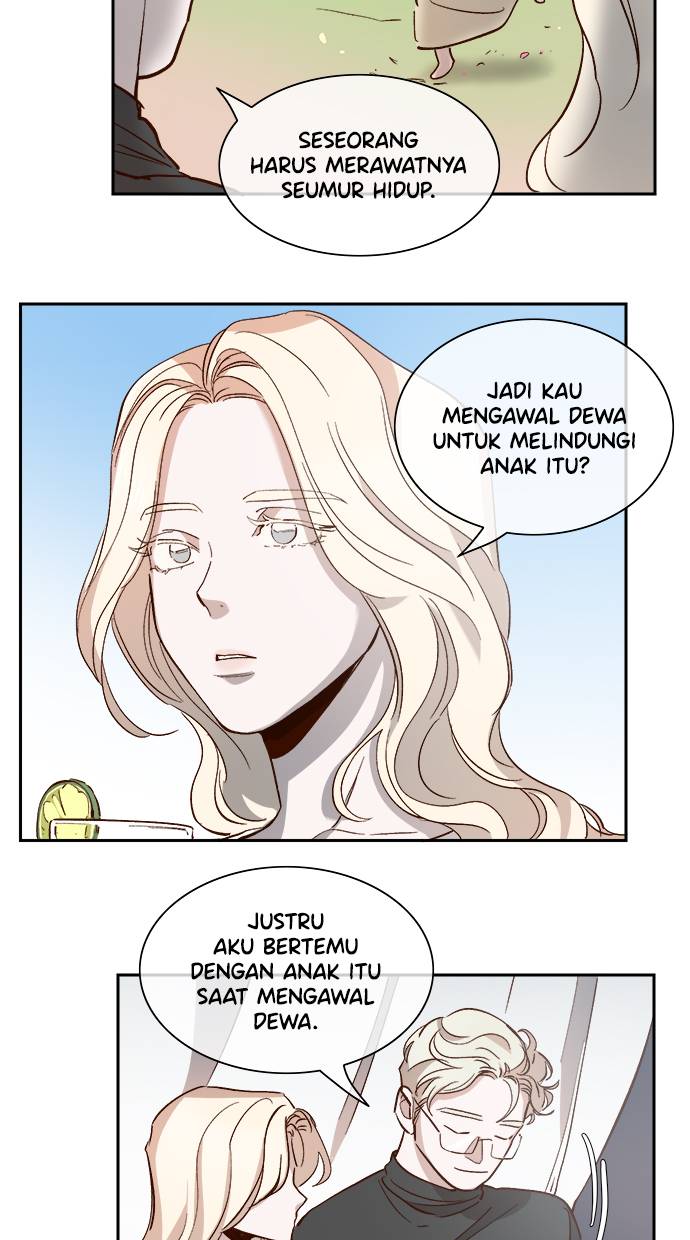 SESEORANG
HARUS MERAWATNYA
SEUMUR HIDUP.
JADI KAU
MENGAWAL DEWA
UNTUK MELINDUNGI
ANAK ITU?
JUSTRU
AKU BERTEMU
DENGAN ANAK ITU
SAAT MENGAWAL
DEWA.